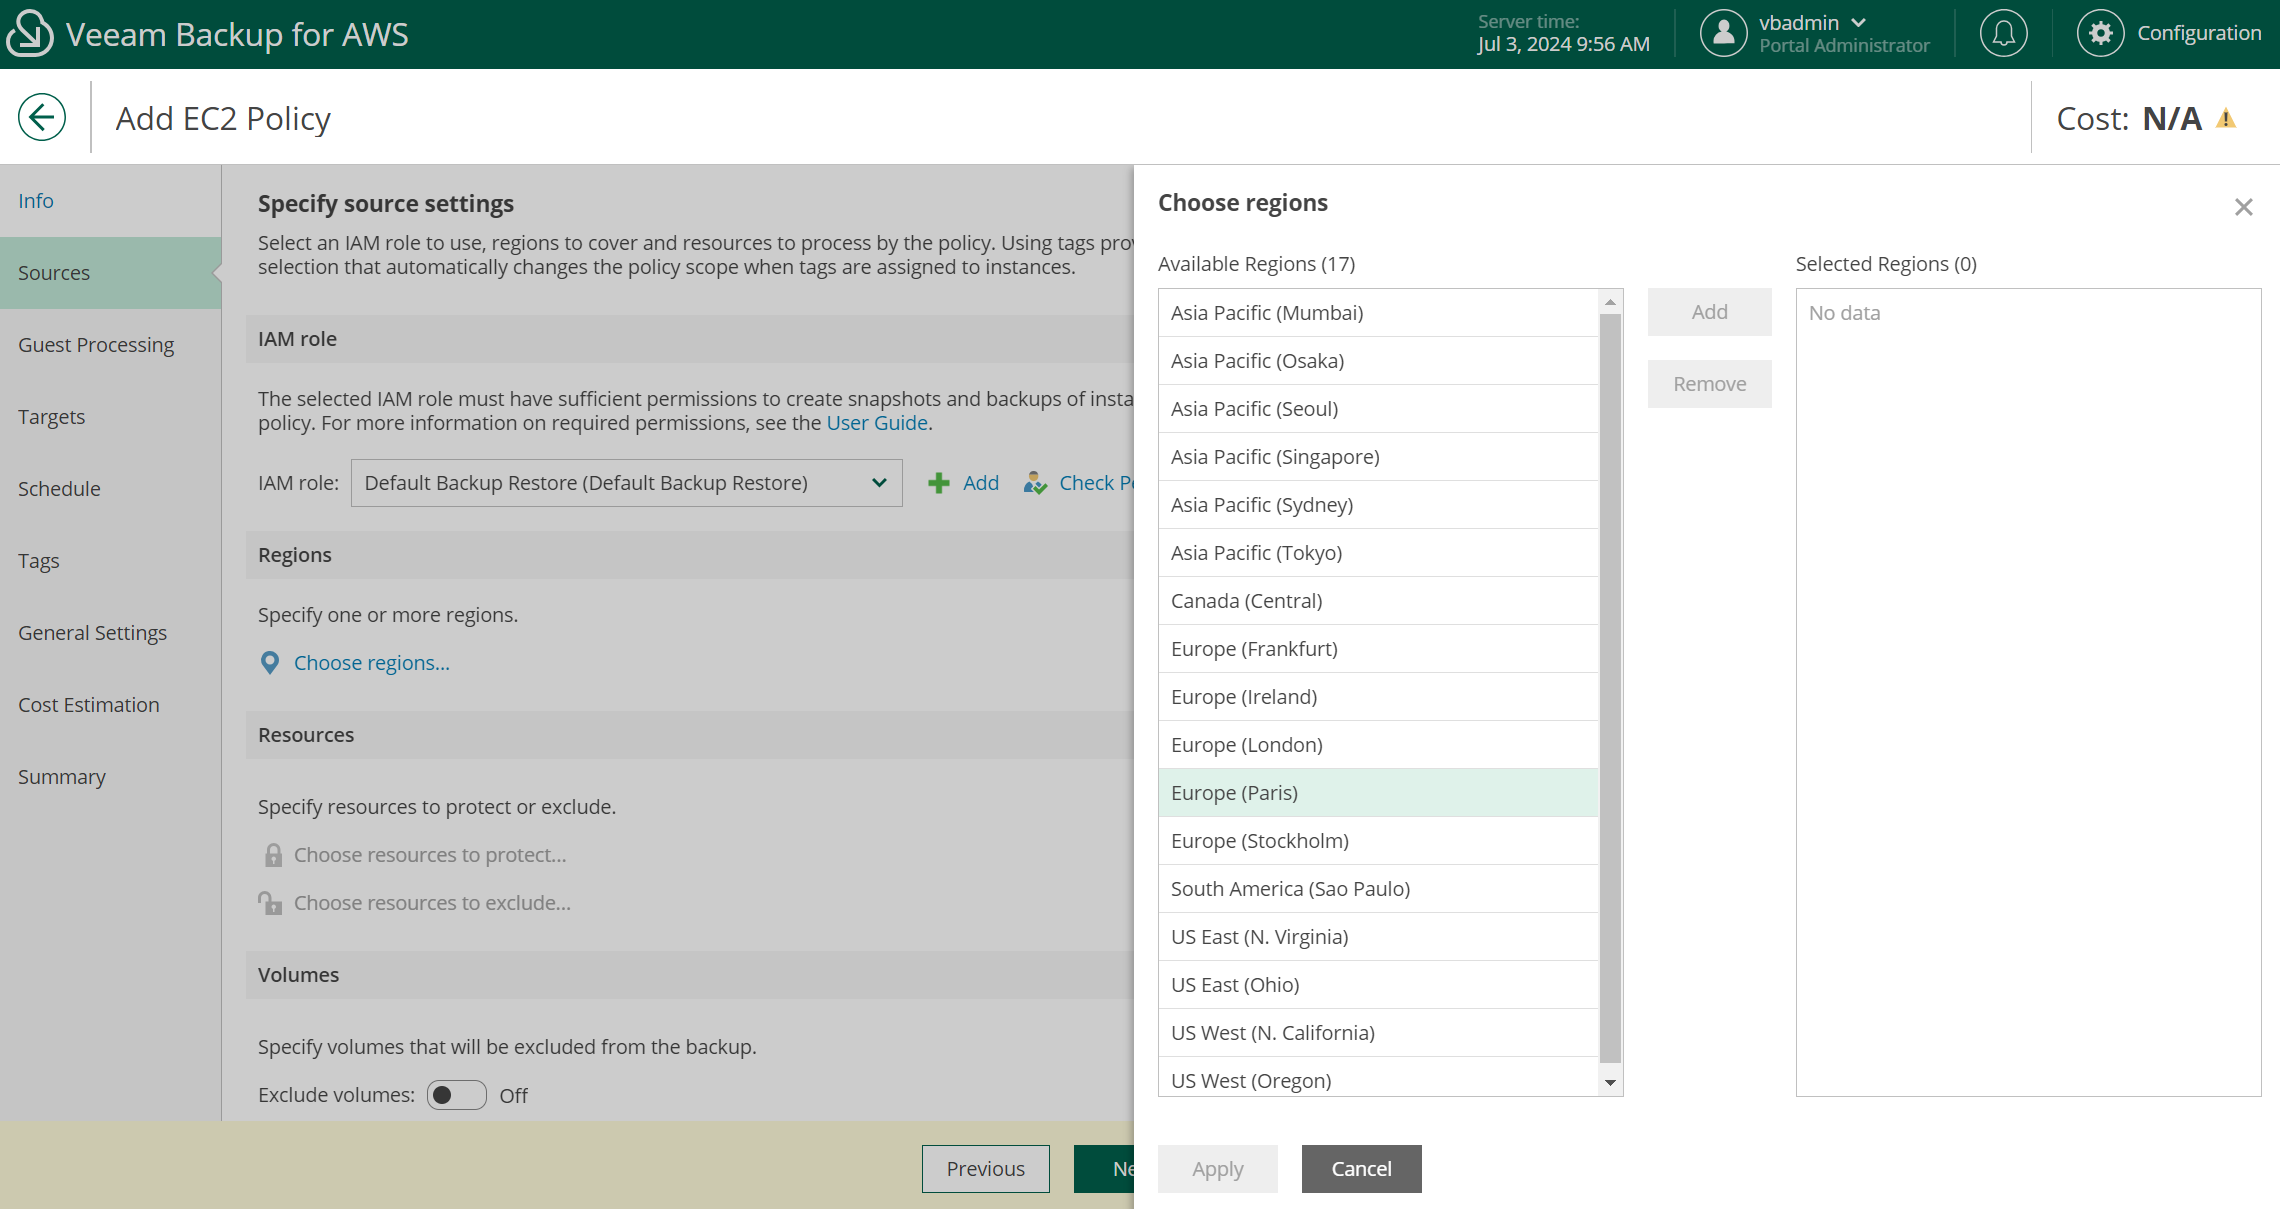 Veeam Backup for AWS
Server time:
Jul 3, 2024 9:56 AM
vbadmin
Portal Administrator
Configuration
Add EC2 Policy
Cost: N/A
Info
Sources
Guest Processing
Targets
Schedule
Tags
General Settings
Cost Estimation
Summary
Specify source settings
Select an IAM role to use, regions to cover and resources to process by the policy. Using tags
selection that automatically changes the policy scope when tags are assigned to instances.
IAM role
The selected IAM role must have sufficient permissions to create snapshots and backups of
policy. For more information on required permissions, see the User Guide.
IAM role: Default Backup Restore (Default Backup Restore) Add Check
Regions
Specify one or more regions.
Choose regions...
Resources
Specify resources to protect or exclude.
Choose resources to protect...
Choose resources to exclude...
Volumes
Specify volumes that will be excluded from the backup.
Exclude volumes: Off
Previous
Choose regions
Available Regions (17)
Asia Pacific (Mumbai)
Asia Pacific (Osaka)
Asia Pacific (Seoul)
Asia Pacific (Singapore)
Asia Pacific (Sydney)
Asia Pacific (Tokyo)
Canada (Central)
Europe (Frankfurt)
Europe (Ireland)
Europe (London)
Europe (Paris)
Europe (Stockholm)
South America (Sao Paulo)
US East (N. Virginia)
US East (Ohio)
US West (N. California)
US West (Oregon)
Add
Remove
Selected Regions (0)
No data
Apply
Cancel